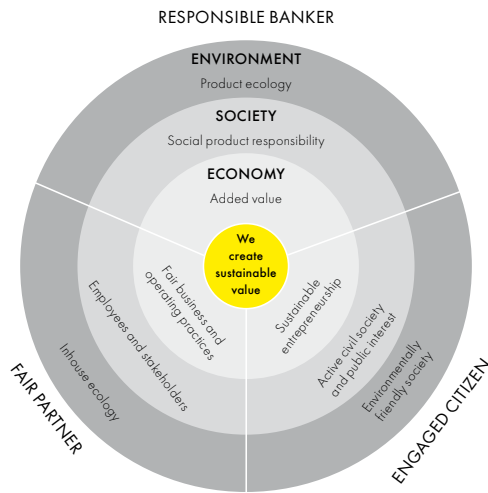 RESPONSIBLE BANKER
ENVIRONMENT
Product ecology
SOCIETY
Social product responsibility
ECONOMY
Added value
We
create
sustainable
value
Fair business and
operating practices
Employees and stakeholders
Inhouse ecology
FAIR PARTNER
Sustainable
entrepreneurship
Active civil society
and public interest
Environmentally
friendly society
ENGAGED CITIZEN